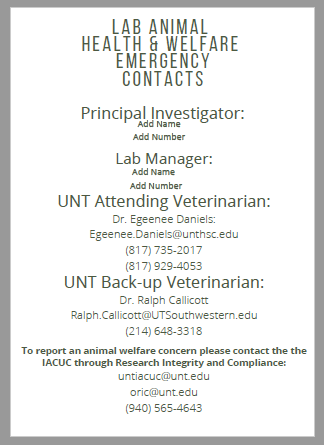 LAB ANIMAL
HEALTH & WELFARE
EMERGENCY
CONTACTS
Principal Investigator:
Add Name
Add Number
Lab Manager:
Add Name
Add Number
UNT Attending Veterinarian:
Dr. Egeenee Daniels:
Egeenee.Daniels@unthsc.edu
(817) 735-2017
(817) 929-4053
UNT Back-up Veterinarian:
Dr. Ralph Callicott
Ralph.Callicott@UTSouthwestern.edu
(214) 648-3318
To report an animal welfare concern please contact the the
IACUC through Research Integrity and Compliance:
untiacuc@unt.edu
oric@unt.edu
(940) 565-4643